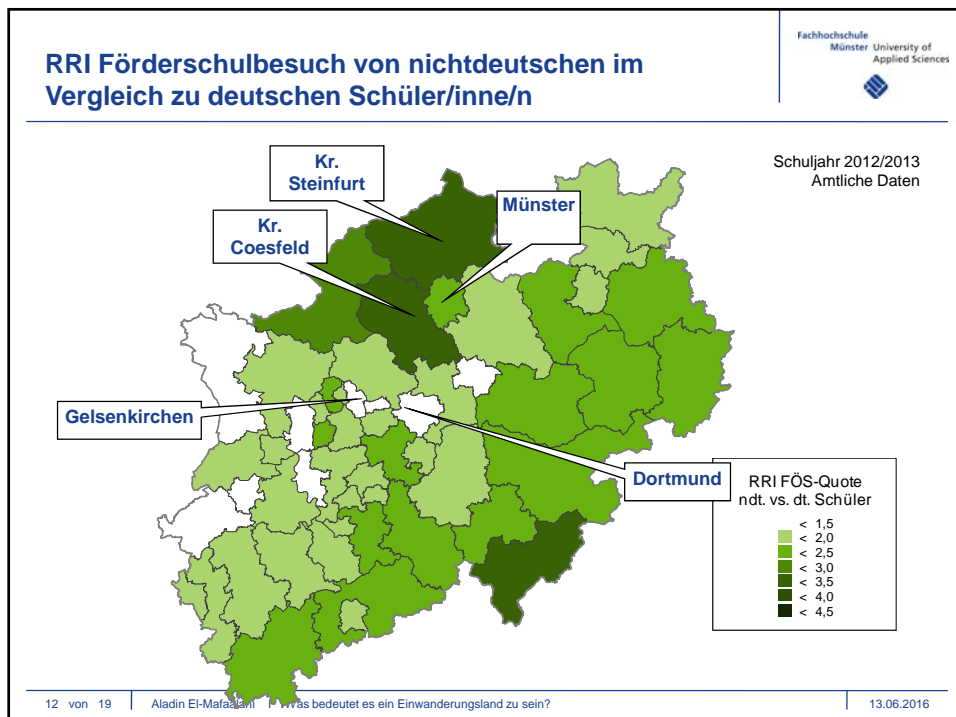 RRI Förderschulbesuch von nichtdeutschen im
Vergleich zu deutschen Schüler/inne/n
Fachhochschule
Münster University of
Applied Sciences
Schuljahr 2012/2013
Amtliche Daten
Kr.
Steinfurt
Münster
Kr.
Coesfeld
Gelsenkirchen
Dortmund
RRI FÖS-Quote
ndt. vs. dt. Schüler
< 1,5
< 2,0
< 2,5
< 3,0
< 3,5
< 4,0
< 4,5
12 von 19
Aladin El-Mafaalani Was bedeutet es ein Einwanderungsland zu sein?
13.06.2016